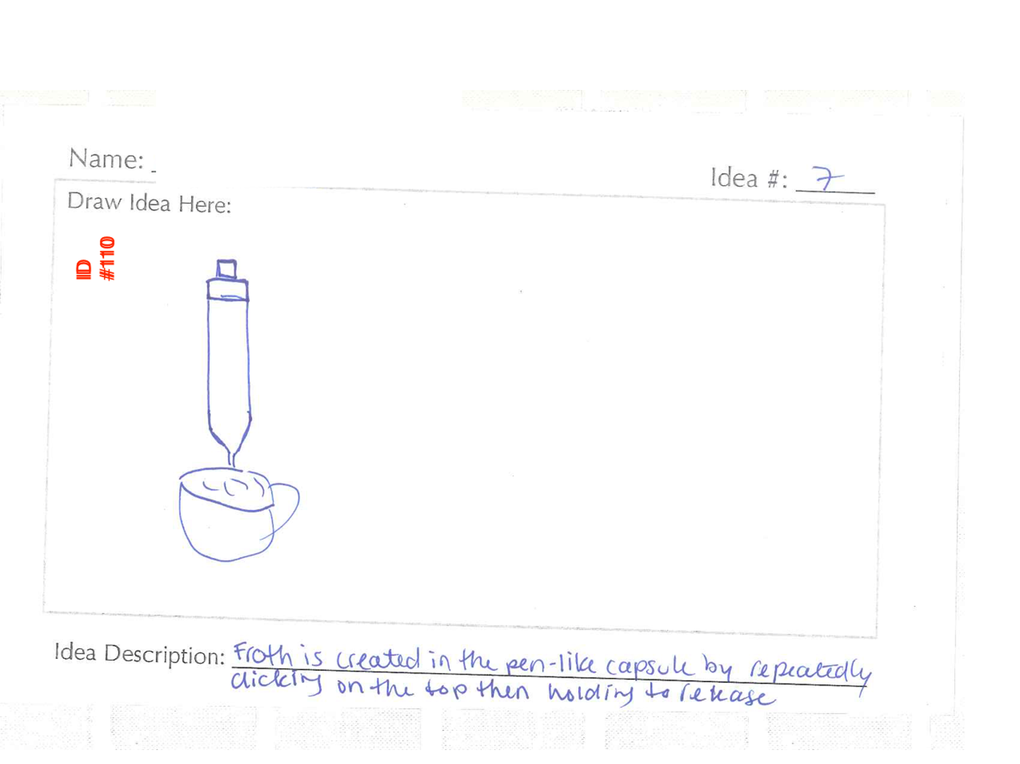 Name:
Idea #: 7
Draw Idea Here:
ID
#110
Idea Description: Froth is created in the pen-like capsule by repeatedly
clicking on the top then holding to release